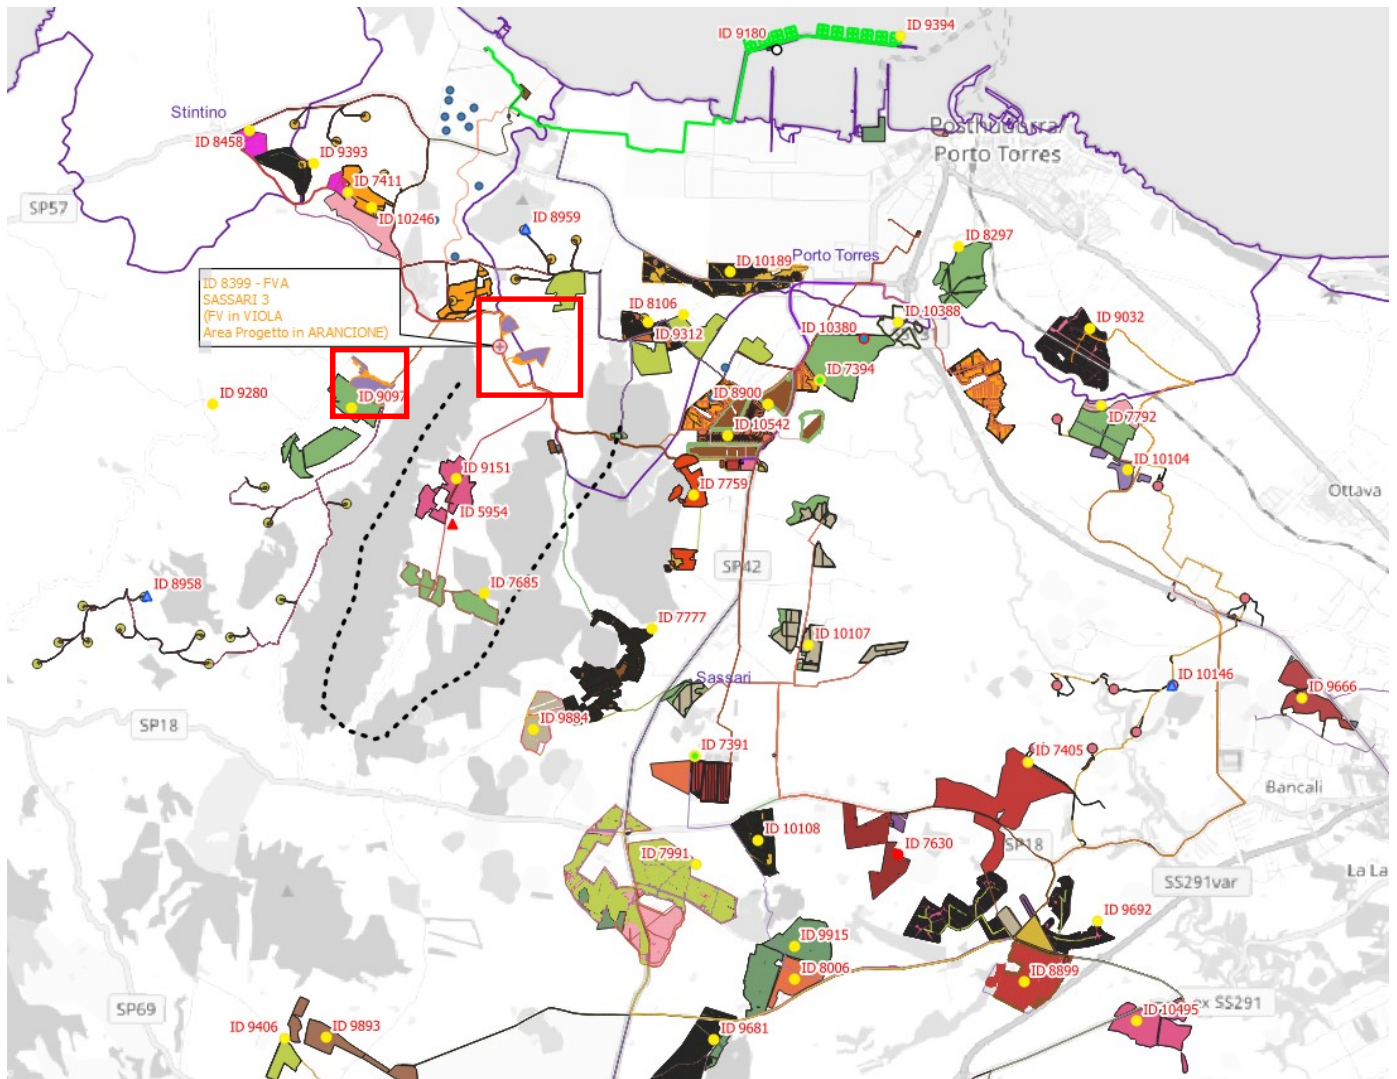 ID 9180
ID 9394
Stintino
ID 8458
ID 9393
Porto Torres
ID 7411
SP57
ID 10246
ID 8959
ID 8297
Porto Torres
ID 10189
ID 8399 - FVA
SASSARI 3
(FV in VIOLA
Area Progetto in ARANCIONE)
ID 8106
ID 9312
ID 10388
ID 10380
ID 9032
ID 7394
ID 9280
ID 9097
ID 8900
ID 7792
ID 10542
ID 9151
ID 10104
ID 7759
Ottava
ID 5954
SP42
ID 8958
ID 7685
ID 7777
ID 10107
Sassari
ID 10146
ID 9666
SP18
ID 9884
ID 7391
ID 7405
Bancali
ID 10108
ID 7991
ID 7630
SP18
La La
SS291var
ID 9692
ID 9915
ID 8006
ID 8899
SP69
ex SS291
ID 10495
ID 9406
ID 9893
ID 9681